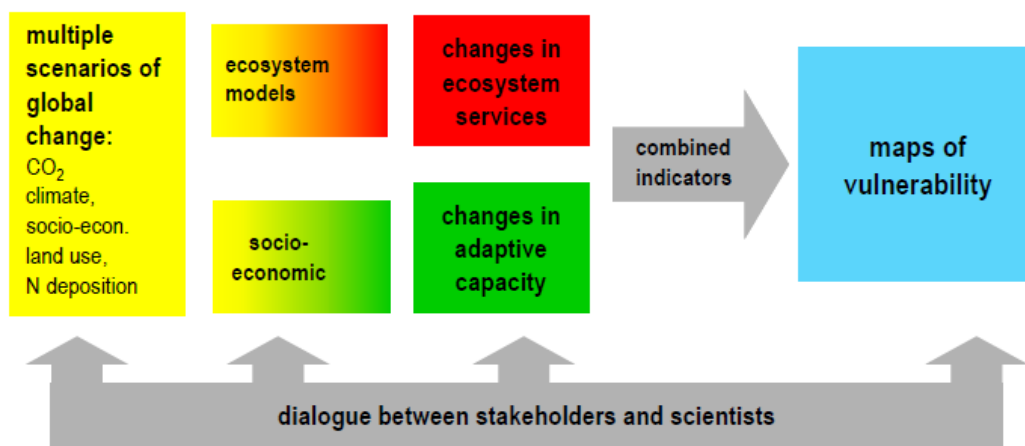 multiple
scenarios of
global
change:
CO₂
climate,
socio-econ.
land use,
N deposition
ecosystem
models
socio-
economic
changes in
ecosystem
services
changes in
adaptive
capacity
combined
indicators
maps of
vulnerability
dialogue between stakeholders and scientists